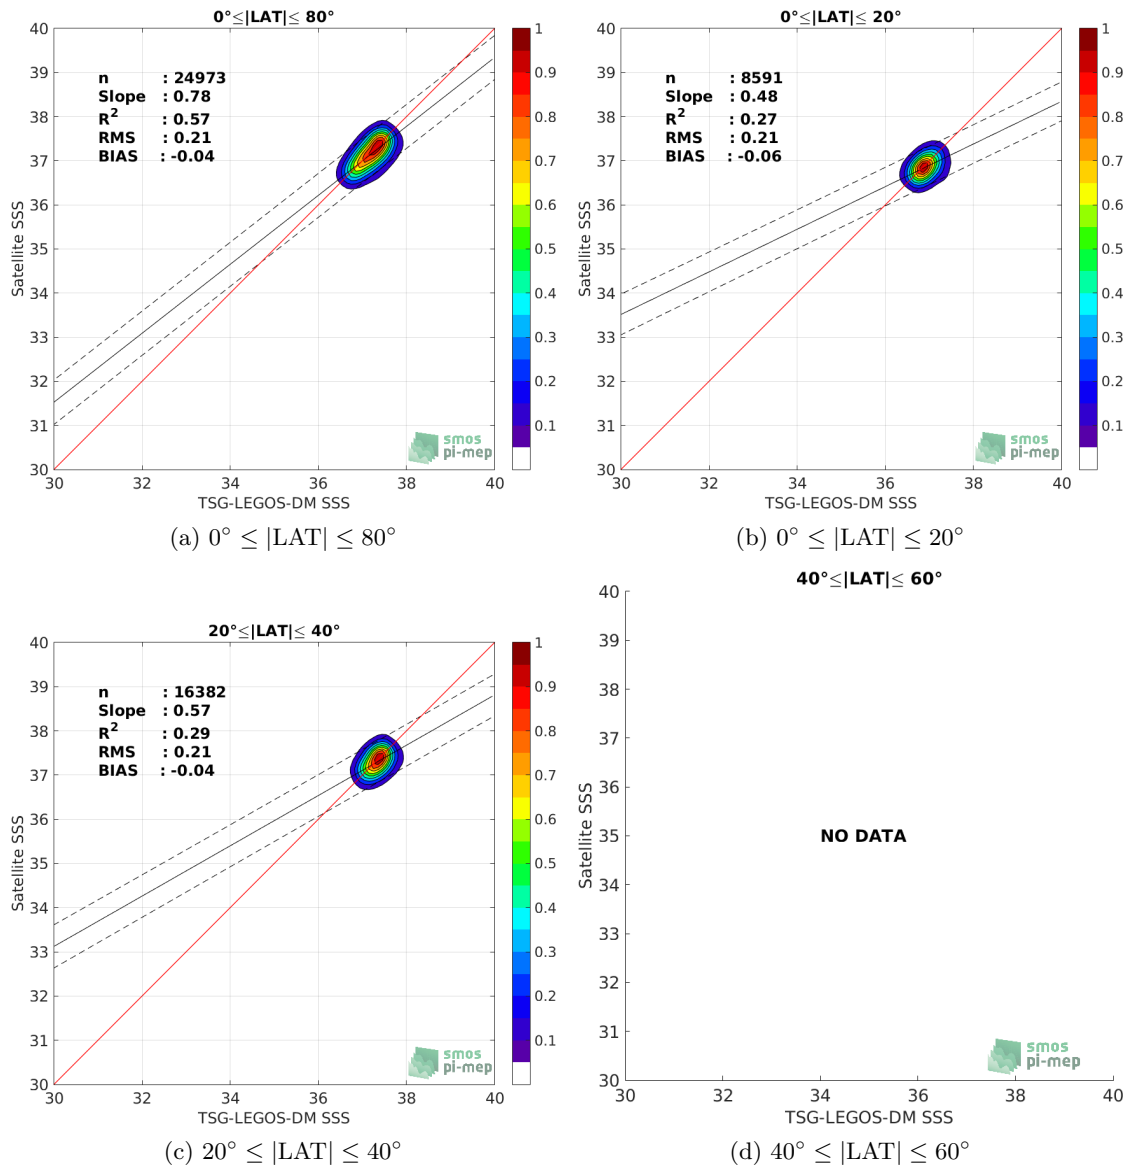 0°≤|LAT|≤ 80°
n : 24973
Slope : 0.78
R2 : 0.57
RMS : 0.21
BIAS : -0.04
40
39
38
37
36
35
34
33
32
31
30
30 32 34 36 38 40
Satellite SSS
TSG-LEGOS-DM SSS
1
0.9
0.8
0.7
0.6
0.5
0.4
0.3
0.2
0.1
smos
pi-mep
(a) 0° ≤ |LAT| ≤ 80°
0°≤|LAT|≤ 20°
n : 8591
Slope : 0.48
R2 : 0.27
RMS : 0.21
BIAS : -0.06
40
39
38
37
36
35
34
33
32
31
30
30 32 34 36 38 40
Satellite SSS
TSG-LEGOS-DM SSS
1
0.9
0.8
0.7
0.6
0.5
0.4
0.3
0.2
0.1
smos
pi-mep
(b) 0° ≤ |LAT| ≤ 20°
20°≤|LAT|≤ 40°
n : 16382
Slope : 0.57
R2 : 0.29
RMS : 0.21
BIAS : -0.04
40
39
38
37
36
35
34
33
32
31
30
30 32 34 36 38 40
Satellite SSS
TSG-LEGOS-DM SSS
1
0.9
0.8
0.7
0.6
0.5
0.4
0.3
0.2
0.1
smos
pi-mep
(c) 20° ≤ |LAT| ≤ 40°
40°≤|LAT|≤ 60°
40
39
38
37
36
35
34
33
32
31
30
30 32 34 36 38 40
Satellite SSS
NO DATA
TSG-LEGOS-DM SSS
smos
pi-mep
(d) 40° ≤ |LAT| ≤ 60°